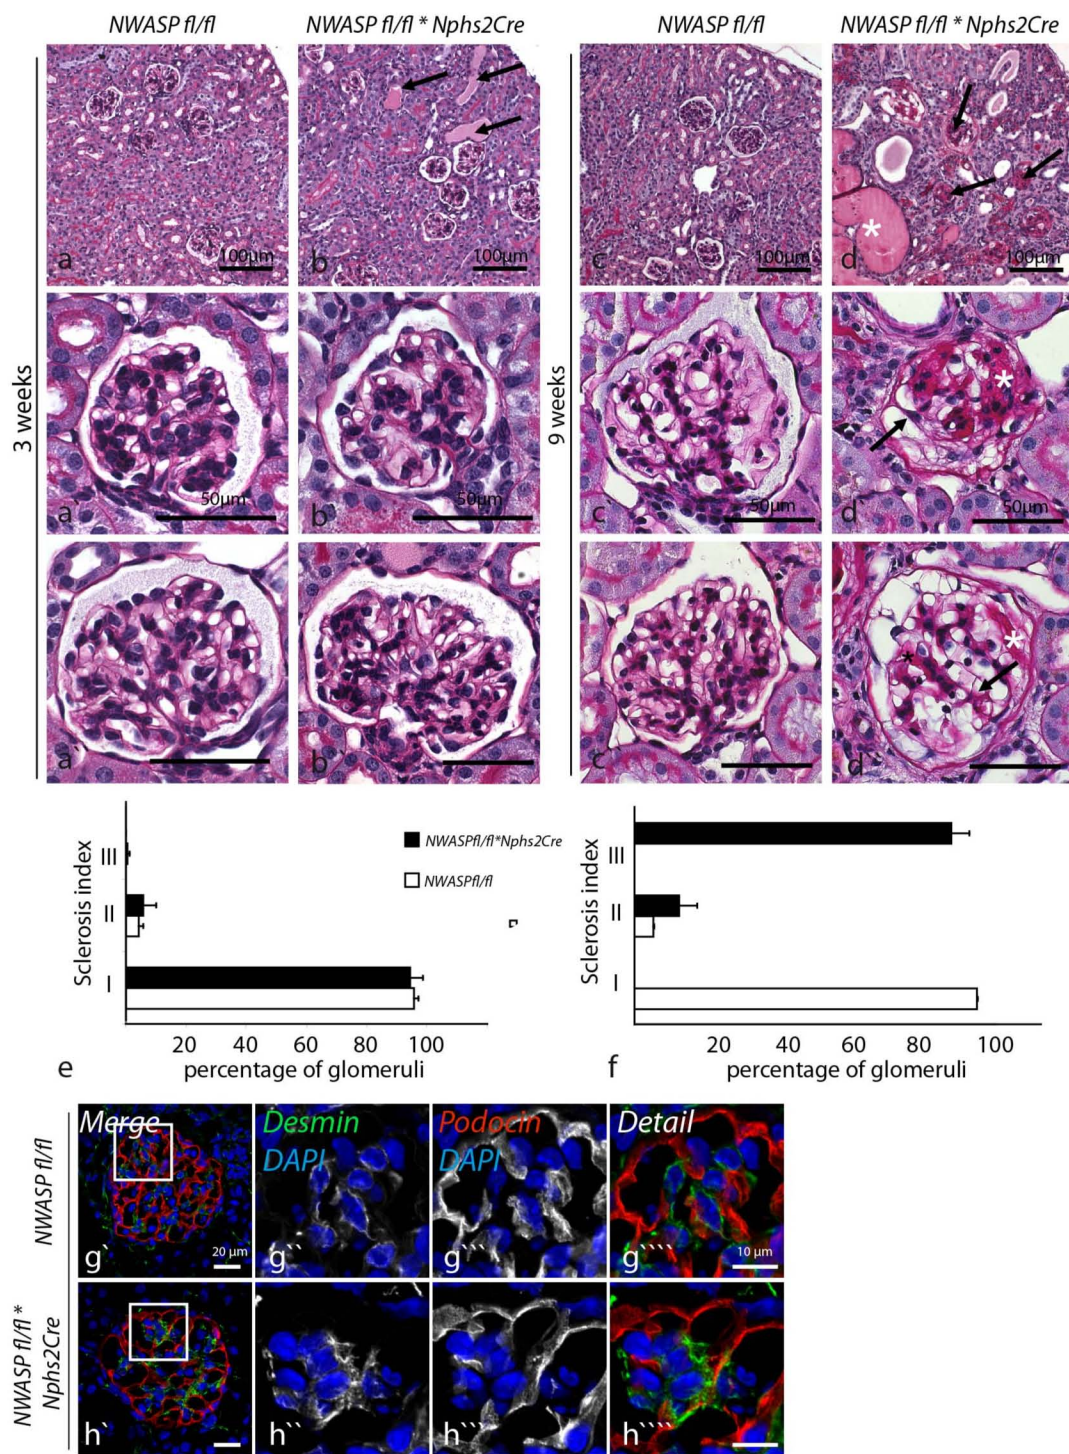 NWASP fl/fl
NWASP fl/fl * Nphs2Cre
NWASP fl/fl
NWASP fl/fl * Nphs2Cre
3 weeks
a
100µm
b
100µm
9 weeks
c
100µm
*
d
100µm
a`
50µm
b`
50µm
c`
50µm
*
d`
50µm
a``
b``
c``
*
*
d``
Sclerosis index
III
II
I
NWASPfl/fl*Nphs2Cre
NWASPfl/fl
20 40 60 80 100
e
percentage of glomeruli
Sclerosis index
III
II
I
20 40 60 80 100
f
percentage of glomeruli
NWASP fl/fl
Merge
g`
20 µm
Desmin
DAPI
g``
Podocin
DAPI
g```
Detail
g````
10 µm
NWASP fl/fl *
Nphs2Cre
h`
h``
h```
h````